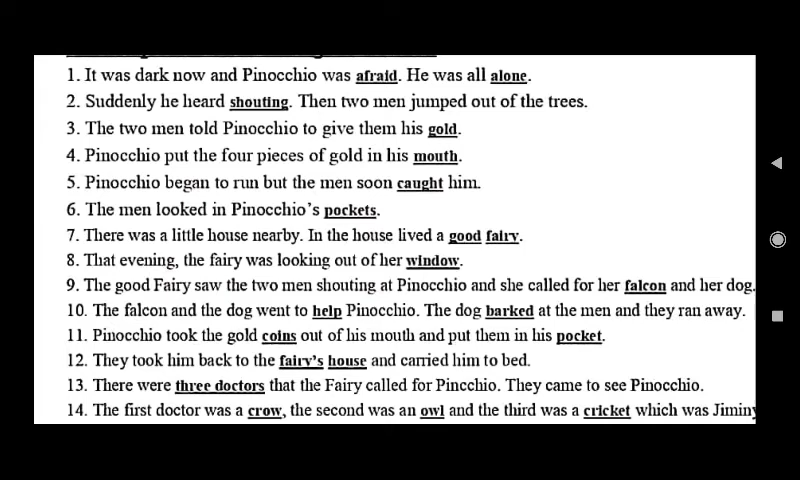 1. It was dark now and Pinocchio was afraid. He was all alone.
2. Suddenly he heard shouting. Then two men jumped out of the trees.
3. The two men told Pinocchio to give them his gold.
4. Pinocchio put the four pieces of gold in his mouth.
5. Pinocchio began to run but the men soon caught him.
6. The men looked in Pinocchio's pockets.
7. There was a little house nearby. In the house lived a good fairy.
8. That evening, the fairy was looking out of her window.
9. The good Fairy saw the two men shouting at Pinocchio and she called for her falcon and her dog.
10. The falcon and the dog went to help Pinocchio. The dog barked at the men and they ran away.
11. Pinocchio took the gold coins out of his mouth and put them in his pocket.
12. They took him back to the fairy's house and carried him to bed.
13. There were three doctors that the Fairy called for Pincchio. They came to see Pinocchio.
14. The first doctor was a crow, the second was an owl and the third was a cricket which was Jiminy